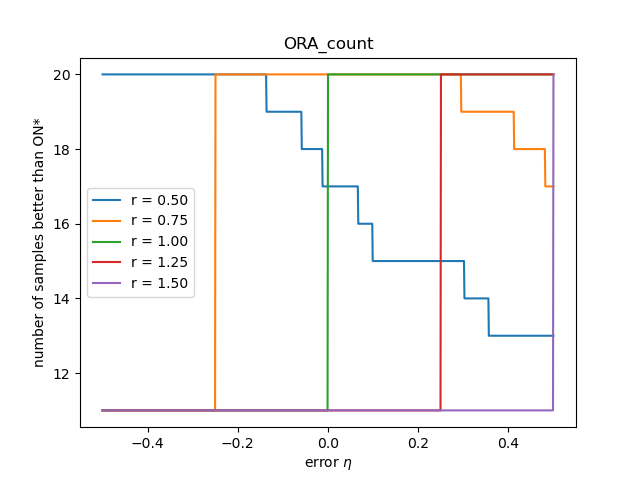 ORA_count
number of samples better than ON*
20
18
16
14
12
r = 0.50
r = 0.75
r = 1.00
r = 1.25
r = 1.50
−0.4 −0.2 0.0 0.2 0.4
error η